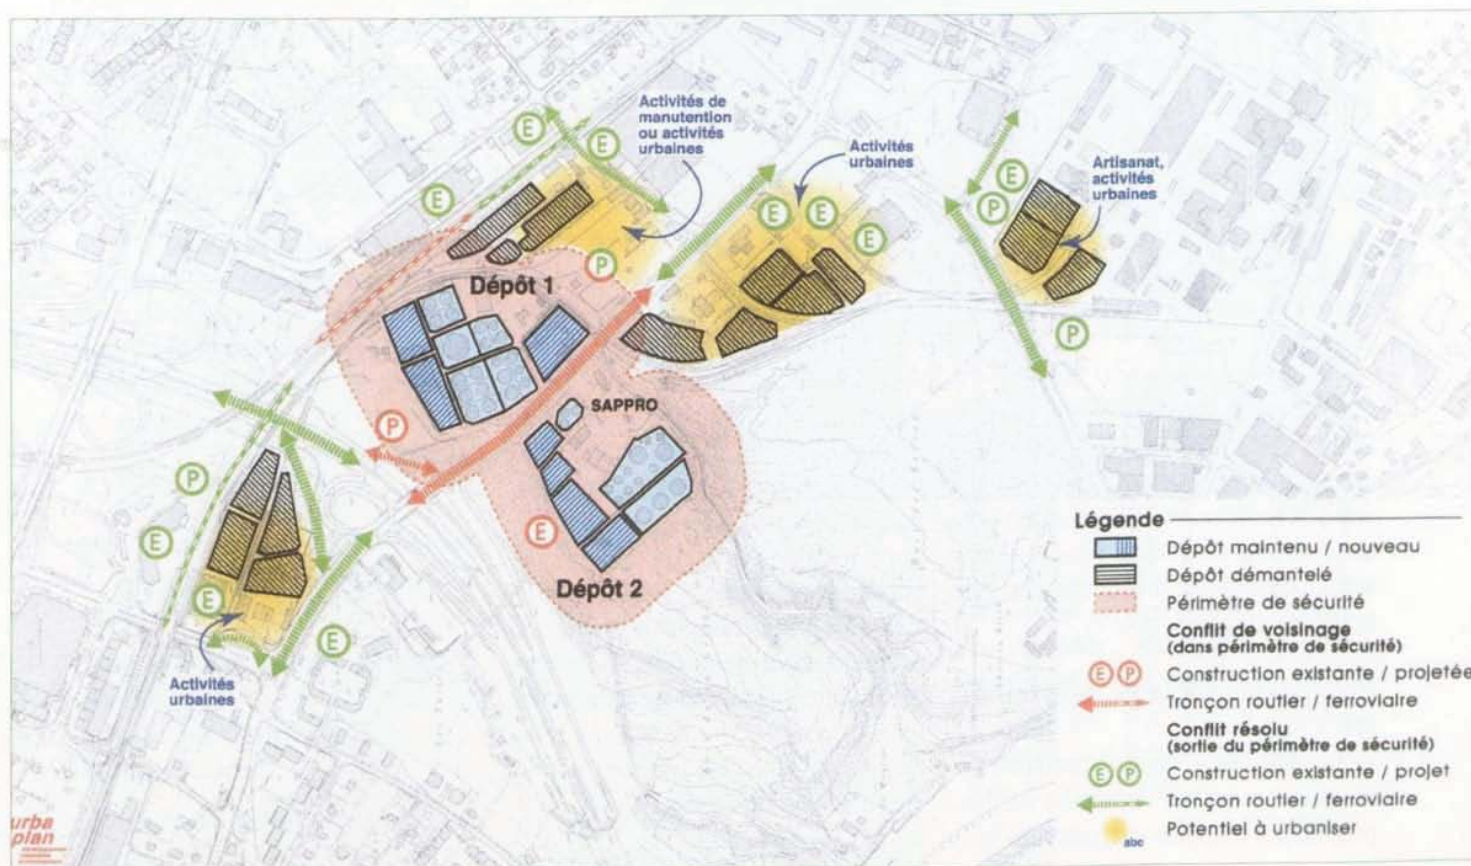 Activités de
manutention
ou activités
urbaines
Activités
urbaines
Artisanat,
activités
urbaines
E
E
E
E
E
E
E
P
P
P
Dépôt 1
SAPPRO
P
P
E
E
Dépôt 2
E
E
Activités
urbaines
Légende
Dépôt maintenu / nouveau
Dépôt démantelé
Périmètre de sécurité
Conflit de voisinage
(dans périmètre de sécurité)
E P Construction existante / projetée
Tronçon routier / ferroviaire
Conflit résolu
(sortie du périmètre de sécurité)
E P Construction existante / projet
Tronçon routier / ferroviaire
abc Potentiel à urbaniser
urba
plan